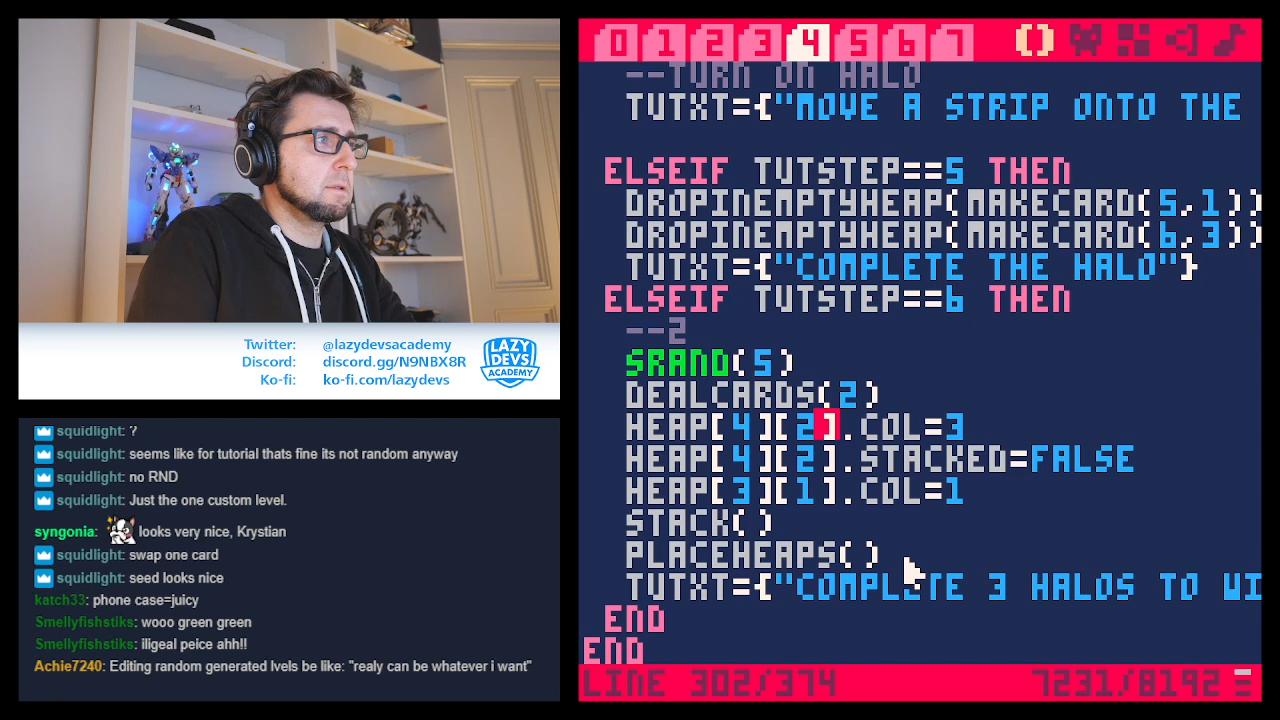 Twitter: @lazydevsacademy
Discord: discord.gg/N9NBX8R
Ko-fi: ko-fi.com/lazydevs
LAZY
DEVS
ACADEMY
squidlight: ?
squidlight: seems like for tutorial thats fine its not random anyway
squidlight: no RND
squidlight: Just the one custom level.
syngonia: looks very nice, Krystian
squidlight: swap one card
squidlight: seed looks nice
katch33: phone case=juicy
Smellyfishstiks: wooo green green
Smellyfishstiks: iligeal peice ahh!!
Achie7240: Editing random generated lvels be like: "realy can be whatever i want"
0 1 2 3 4 5 6 7 ()
--TURN ON HALO
TUTXT={"MOVE A STRIP ONTO THE
ELSEIF TUTSTEP==5 THEN
DROPINEMPTYHEAP(MAKECARD(5,1))
DROPINEMPTYHEAP(MAKECARD(6,3))
TUTXT={"COMPLETE THE HALO"}
ELSEIF TUTSTEP==6 THEN
--2
SRAND(5)
DEALCARDS(2)
HEAP[4][2].COL=3
HEAP[4][2].STACKED=FALSE
HEAP[3][1].COL=1
STACK()
PLACEHEAPS()
TUTXT={"COMPLETE 3 HALOS TO WI
END
END
LINE 302/374 7231/8192